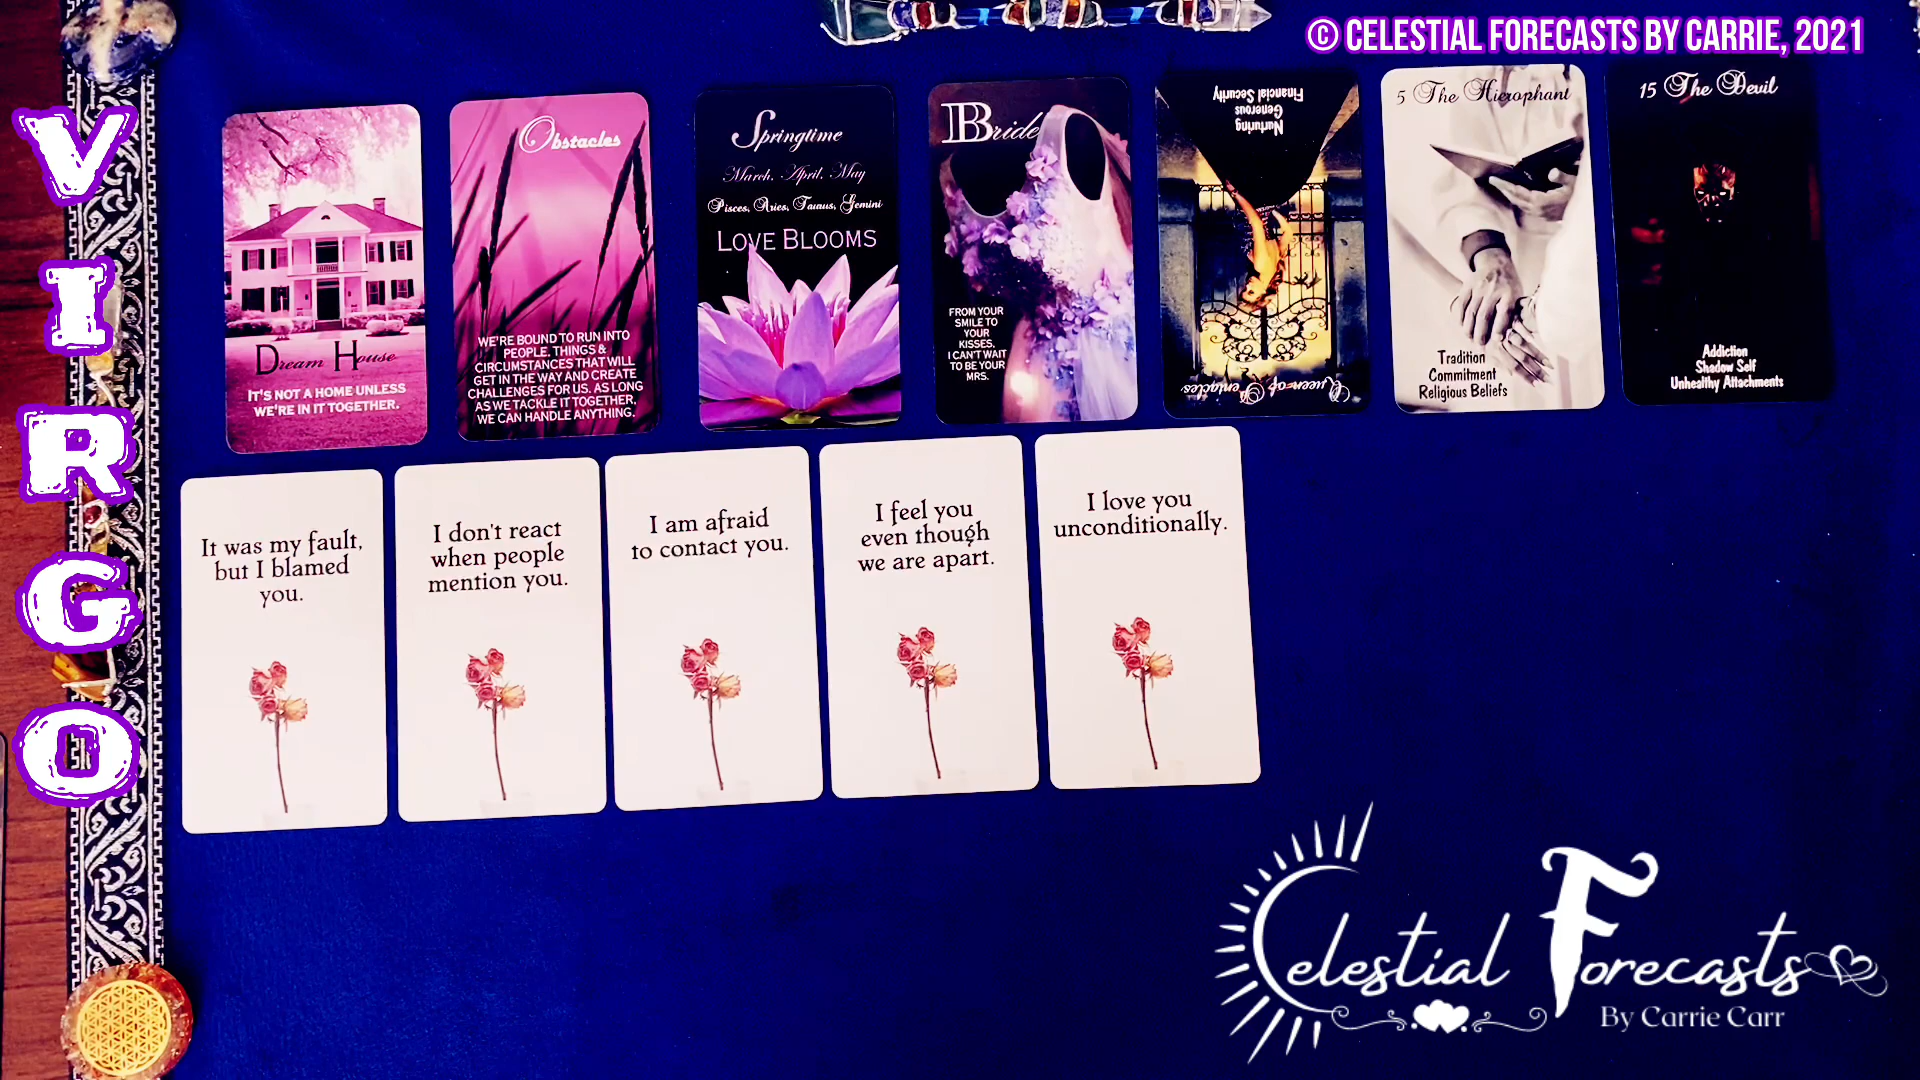 © CELESTIAL FORECASTS BY CARRIE, 2021
VIRGO
Dream House
IT'S NOT A HOME UNLESS
WE'RE IN IT TOGETHER.
Obstacles
WE'RE BOUND TO RUN INTO
PEOPLE, THINGS &
CIRCUMSTANCES THAT WILL
GET IN THE WAY AND CREATE
CHALLENGES FOR US. AS LONG
AS WE TACKLE IT TOGETHER,
WE CAN HANDLE ANYTHING.
Springtime
March, April, May
Pisces, Aries, Taurus, Gemini
LOVE BLOOMS
Bride
FROM YOUR
SMILE TO
YOUR
KISSES.
I CAN'T WAIT
TO BE YOUR
MRS.
Queen of Pentacles
Nurturing
Generous
Financial Security
5 The Hierophant
Tradition
Commitment
Religious Beliefs
15 The Devil
Addiction
Shadow Self
Unhealthy Attachments
It was my fault,
but I blamed
you.
I don't react
when people
mention you.
I am afraid
to contact you.
I feel you
even though
we are apart.
I love you
unconditionally.
Celestial Forecasts
By Carrie Carr